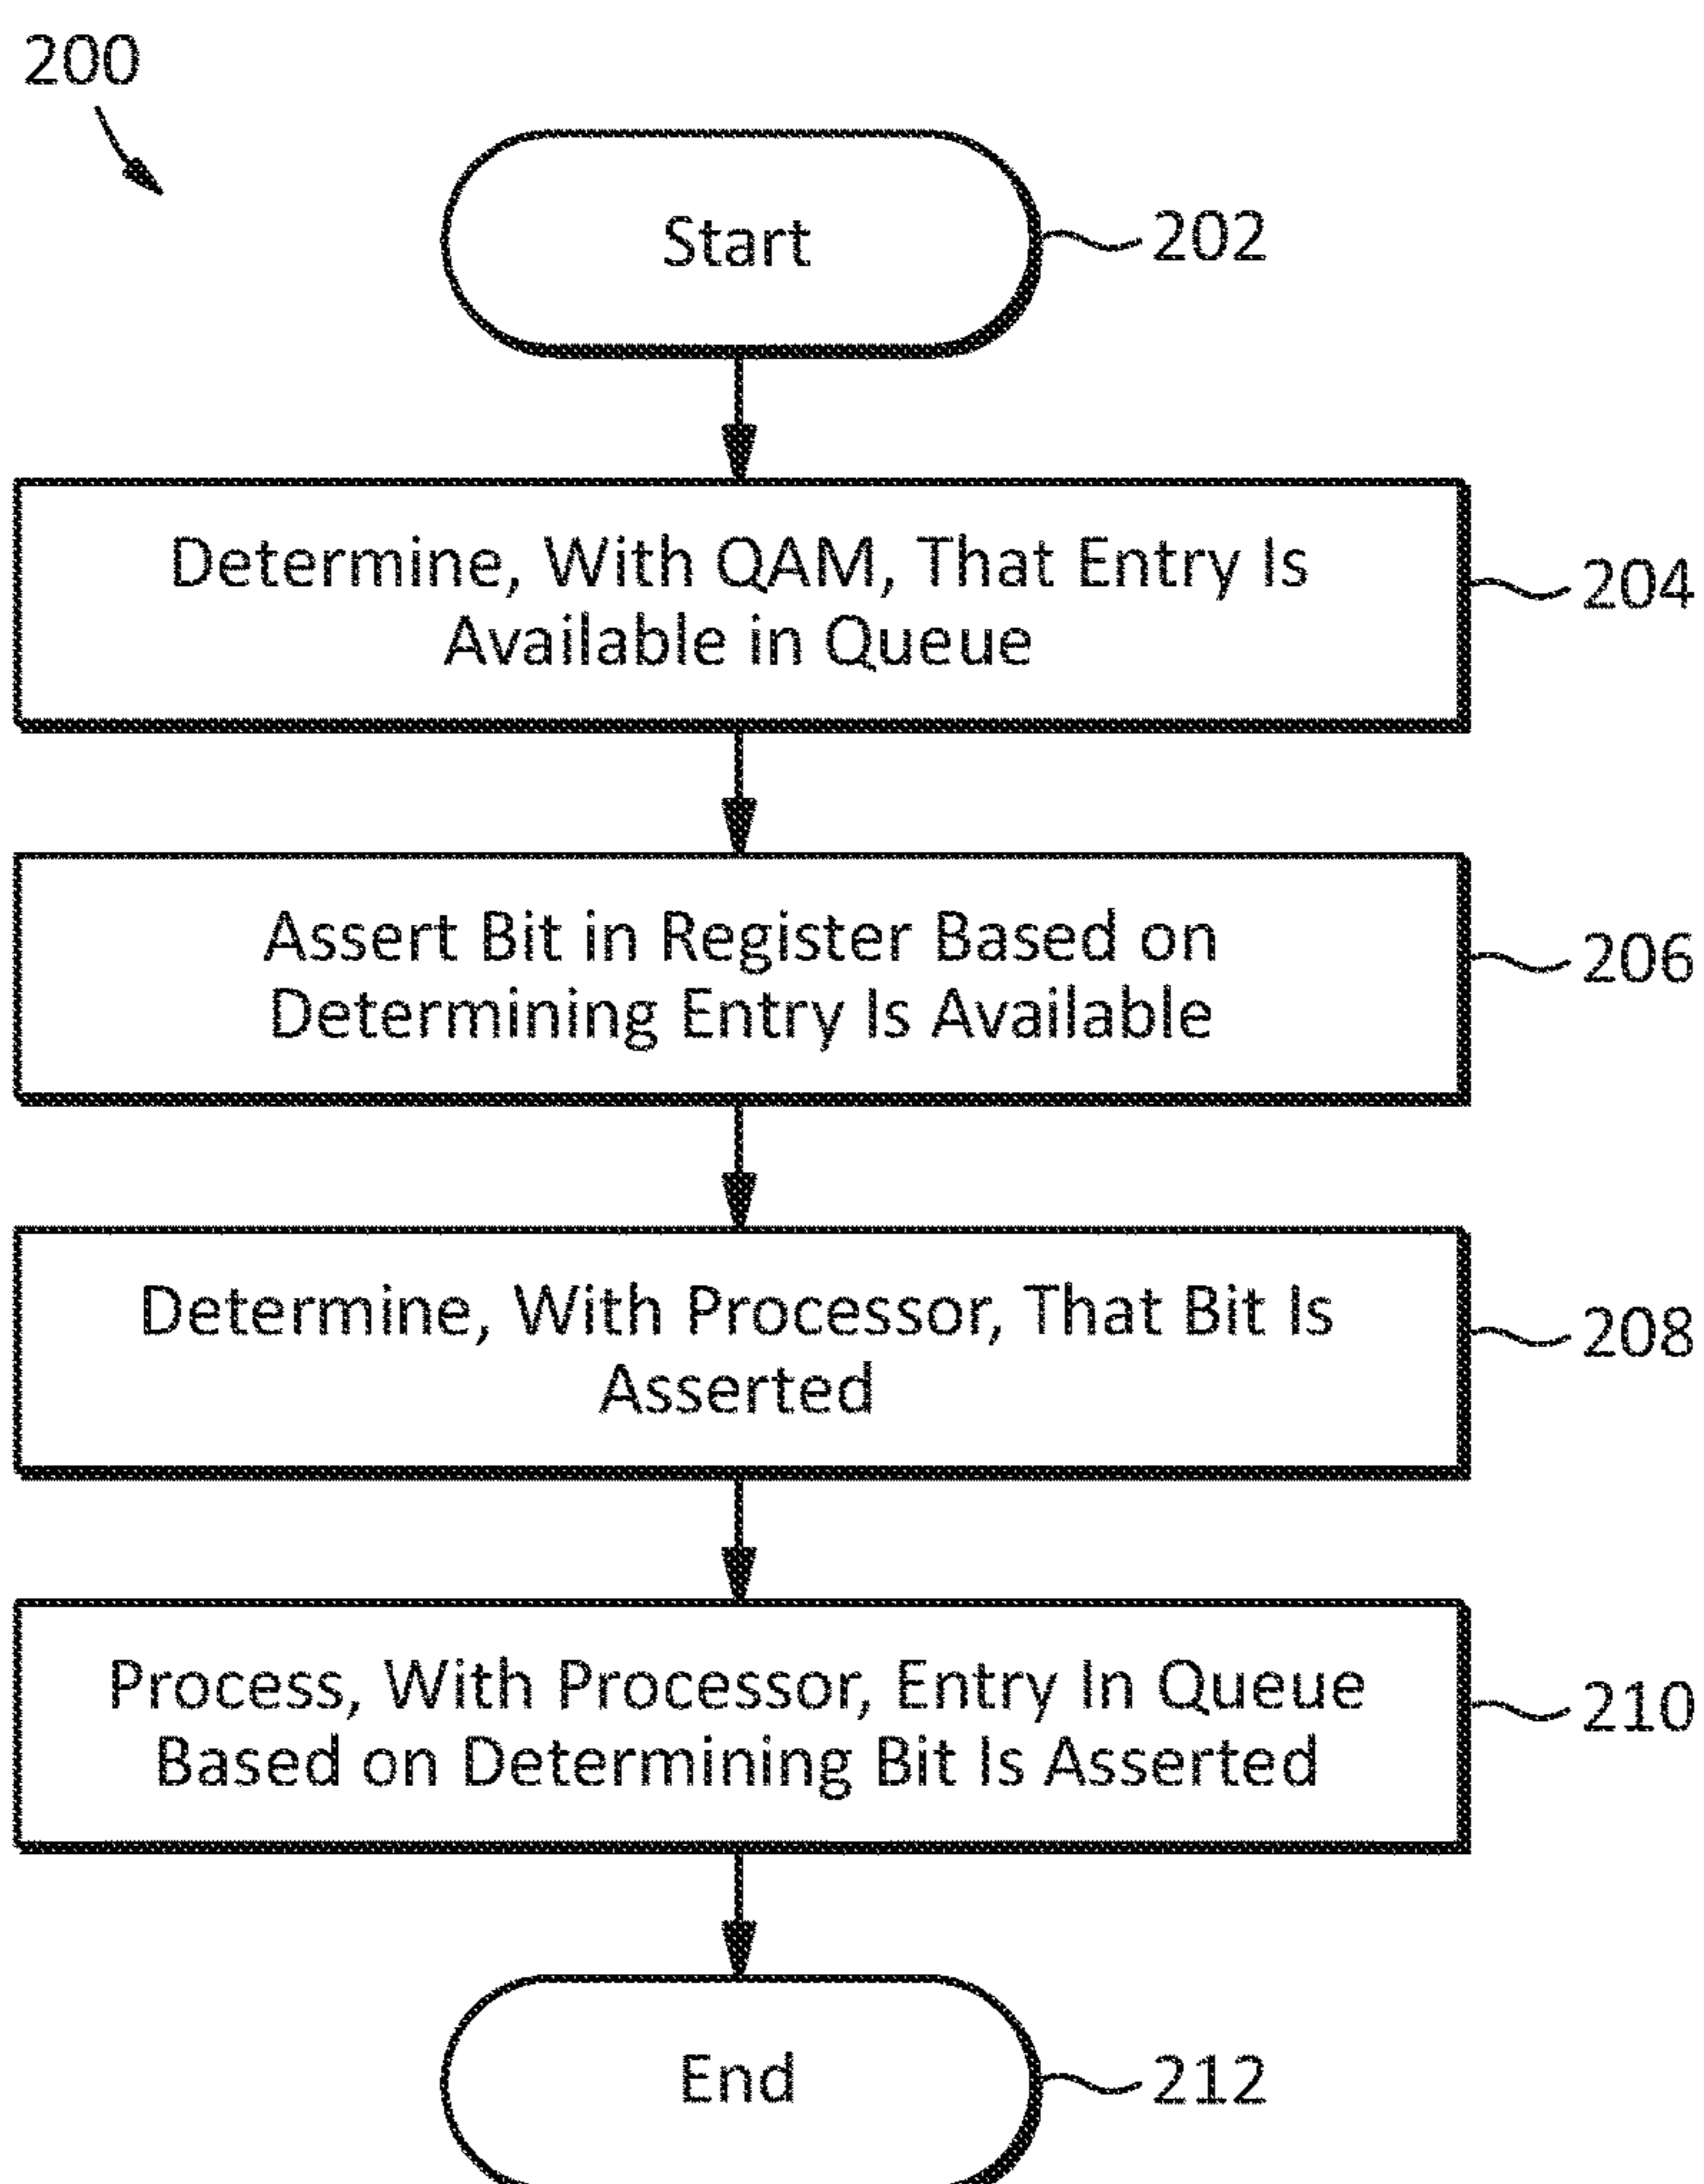 200
Start
202
Determine, With QAM, That Entry Is
Available in Queue
204
Assert Bit in Register Based on
Determining Entry Is Available
206
Determine, With Processor, That Bit Is
Asserted
208
Process, With Processor, Entry In Queue
Based on Determining Bit Is Asserted
210
End
212